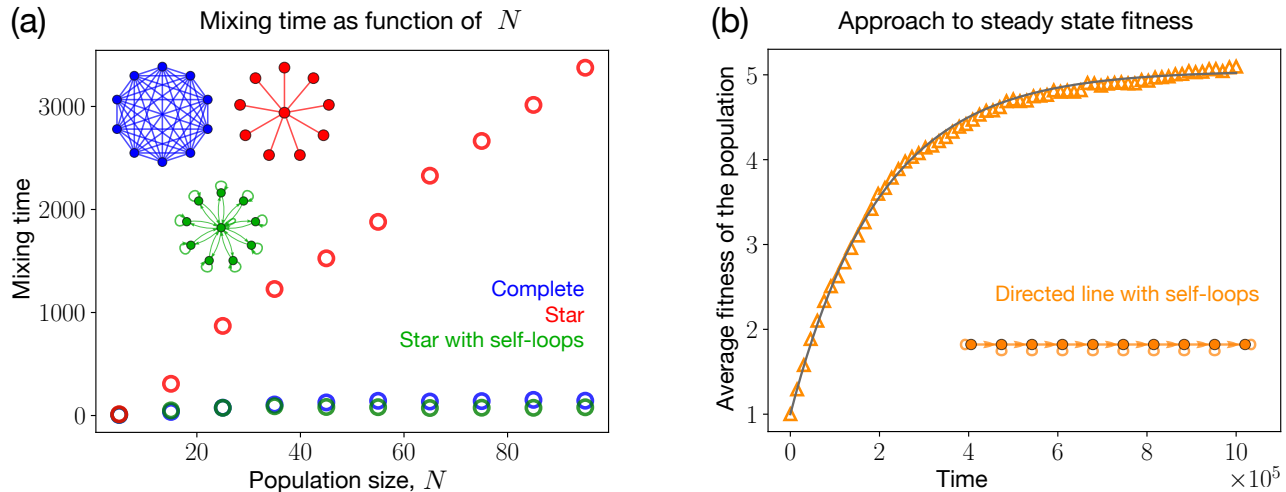 (a)
Mixing time as function of N
Mixing time
3000
2000
1000
0
Complete
Star
Star with self-loops
20
40
60
80
Population size, N
(b)
Approach to steady state fitness
Average fitness of the population
5
4
3
2
1
Directed line with self-loops
0
2
4
6
8
10
Time
×10⁵